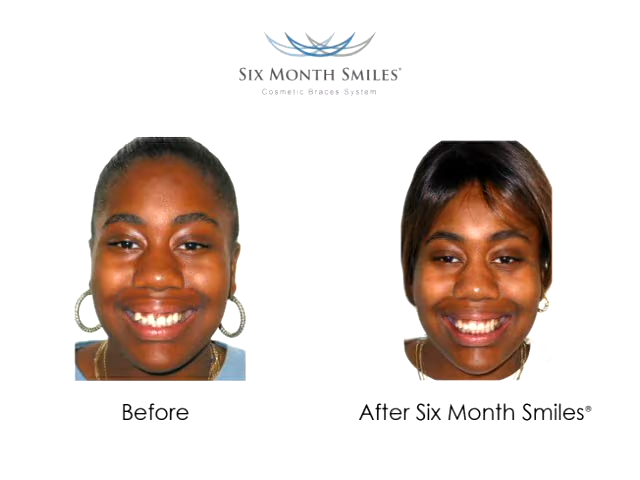 SIX MONTH SMILES®
Cosmetic Braces System
Before
After Six Month Smiles®